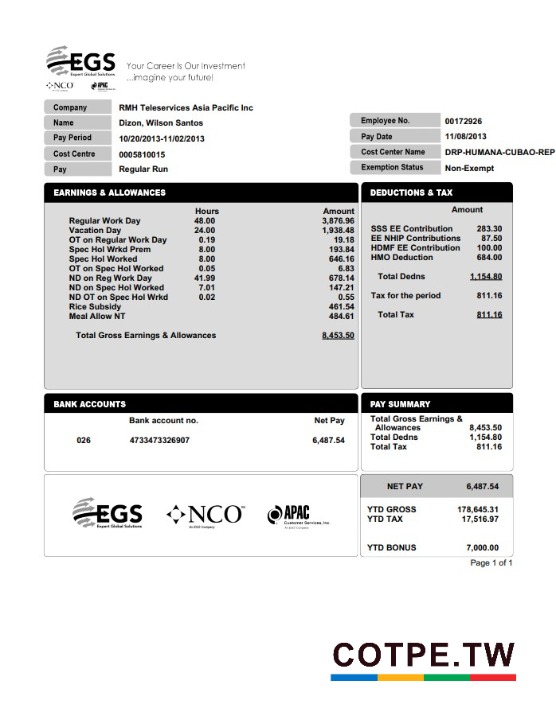 EGS
Expert Global Solutions
Your Career Is Our Investment
...imagine your future!
NCO APAC
Company RMH Teleservices Asia Pacific Inc
Name Dizon, Wilson Santos
Pay Period 10/20/2013-11/02/2013
Cost Centre 0005810015
Pay Regular Run
Employee No. 00172926
Pay Date 11/08/2013
Cost Center Name DRP-HUMANA-CUBAO-REP
Exemption Status Non-Exempt
EARNINGS & ALLOWANCES
Hours Amount
Regular Work Day 48.00 3,876.96
Vacation Day 24.00 1,938.48
OT on Regular Work Day 0.19 19.18
Spec Hol Wrkd Prem 8.00 193.84
Spec Hol Worked 8.00 646.16
OT on Spec Hol Worked 0.05 6.83
ND on Reg Work Day 41.99 678.14
ND on Spec Hol Worked 7.01 147.21
ND OT on Spec Hol Wrkd 0.02 0.55
Rice Subsidy 461.54
Meal Allow NT 484.61
Total Gross Earnings & Allowances 8,453.50
DEDUCTIONS & TAX
Amount
SSS EE Contribution 283.30
EE NHIP Contributions 87.50
HDMF EE Contribution 100.00
HMO Deduction 684.00
Total Dedns 1,154.80
Tax for the period 811.16
Total Tax 811.16
BANK ACCOUNTS
Bank account no. Net Pay
026 4733473326907 6,487.54
PAY SUMMARY
Total Gross Earnings &
Allowances 8,453.50
Total Dedns 1,154.80
Total Tax 811.16
EGS
Expert Global Solutions
NCO
An EGS Company
APAC
Customer Services, Inc.
An EGS Company
NET PAY 6,487.54
YTD GROSS 178,645.31
YTD TAX 17,516.97
YTD BONUS 7,000.00
Page 1 of 1
COTPE.TW